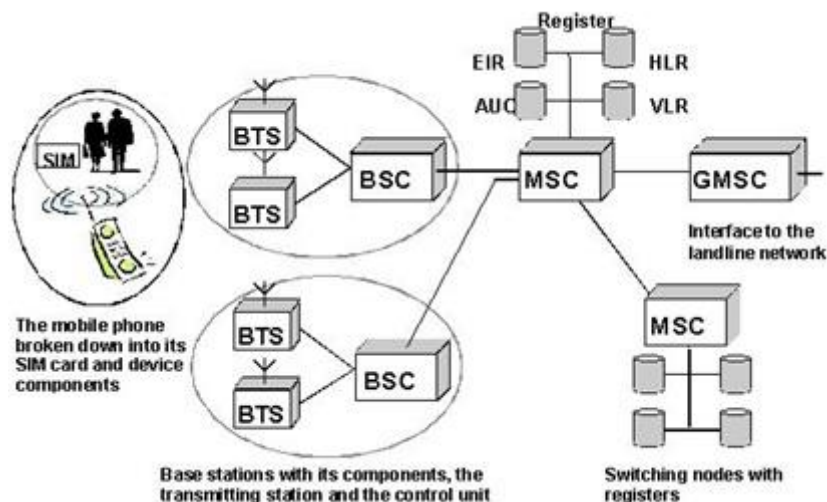 Register
EIR
HLR
AUC
VLR
SIM
BTS
BTS
BSC
MSC
GMSC
Interface to the
landline network
The mobile phone
broken down into its
SIM card and device
components
BTS
BTS
BSC
MSC
Base stations with its components, the
transmitting station and the control unit
Switching nodes with
registers